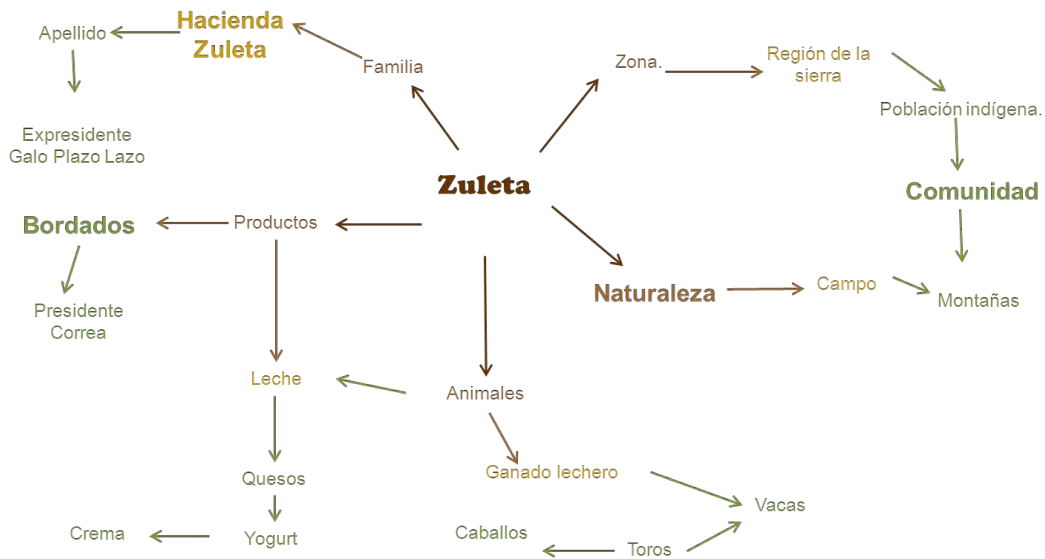 Apellido
Hacienda
Zuleta
Familia
Zona.
Región de la
sierra
Población indígena.
Expresidente
Galo Plazo Lazo
Zuleta
Comunidad
Bordados
Productos
Naturaleza
Campo
Montañas
Presidente
Correa
Leche
Animales
Ganado lechero
Quesos
Vacas
Crema
Yogurt
Caballos
Toros